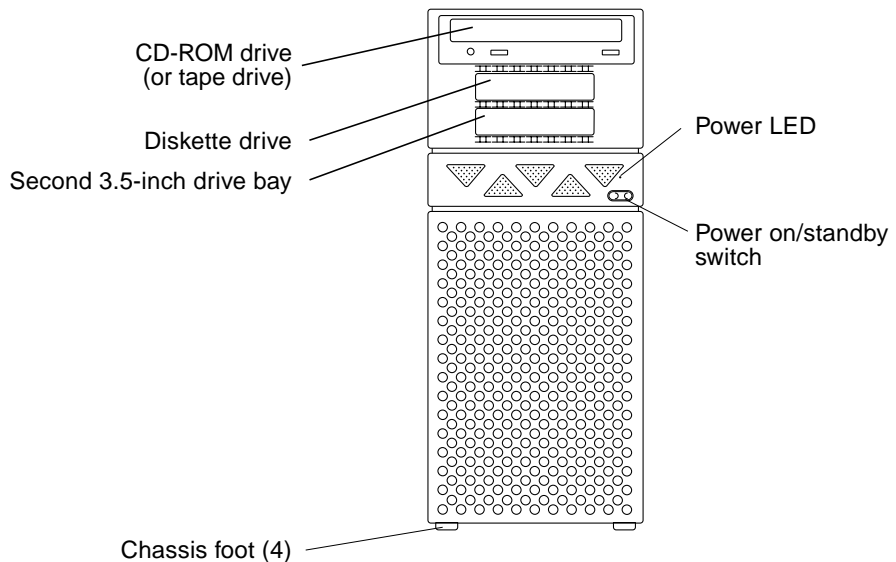 CD-ROM drive
(or tape drive)
Diskette drive
Second 3.5-inch drive bay
Power LED
Power on/standby
switch
Chassis foot (4)